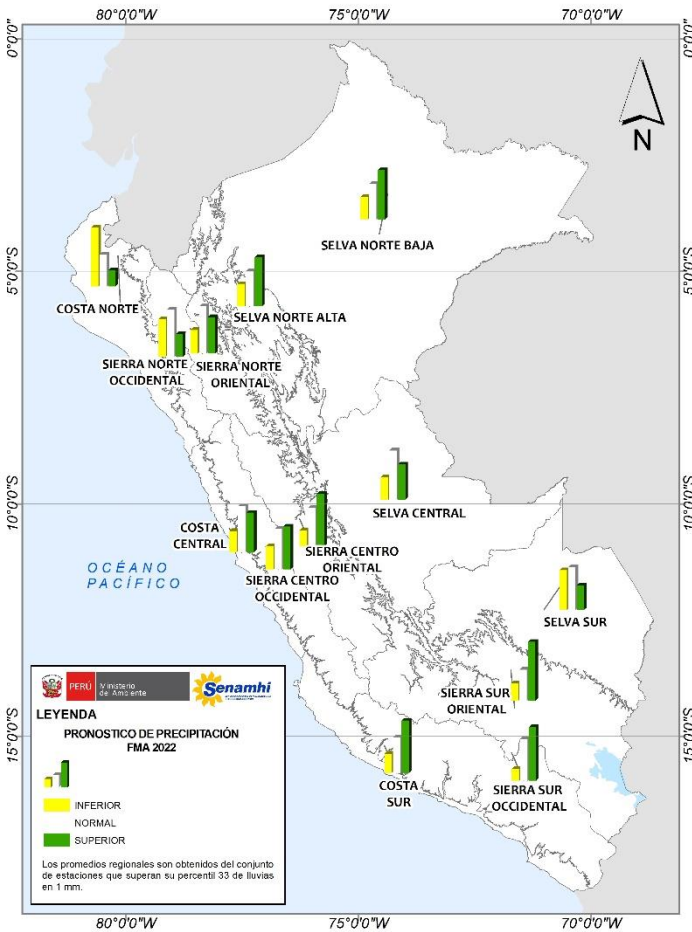 80°0'0"W 75°0'0"W 70°0'0"W
0°0'0"
0°0'0"
N
SELVA NORTE BAJA
5°0'0"S
5°0'0"S
COSTA NORTE
SELVA NORTE ALTA
SIERRA NORTE
OCCIDENTAL
SIERRA NORTE
ORIENTAL
SELVA CENTRAL
10°0'0"S
10°0'0"S
COSTA
CENTRAL
SIERRA CENTRO
ORIENTAL
SIERRA CENTRO
OCCIDENTAL
OCÉANO
PACÍFICO
SELVA SUR
SIERRA SUR
ORIENTAL
15°0'0"S
15°0'0"S
COSTA
SUR
SIERRA SUR
OCCIDENTAL
PERÚ
Ministerio
de Ambiente
Senamhi
LEYENDA
PRONOSTICO DE PRECIPITACIÓN
FMA 2022
INFERIOR
NORMAL
SUPERIOR
Los promedios regionales son obtenidos del conjunto
de estaciones que superan su percentil 33 de lluvias
en 1 mm.
80°0'0"W 75°0'0"W 70°0'0"W